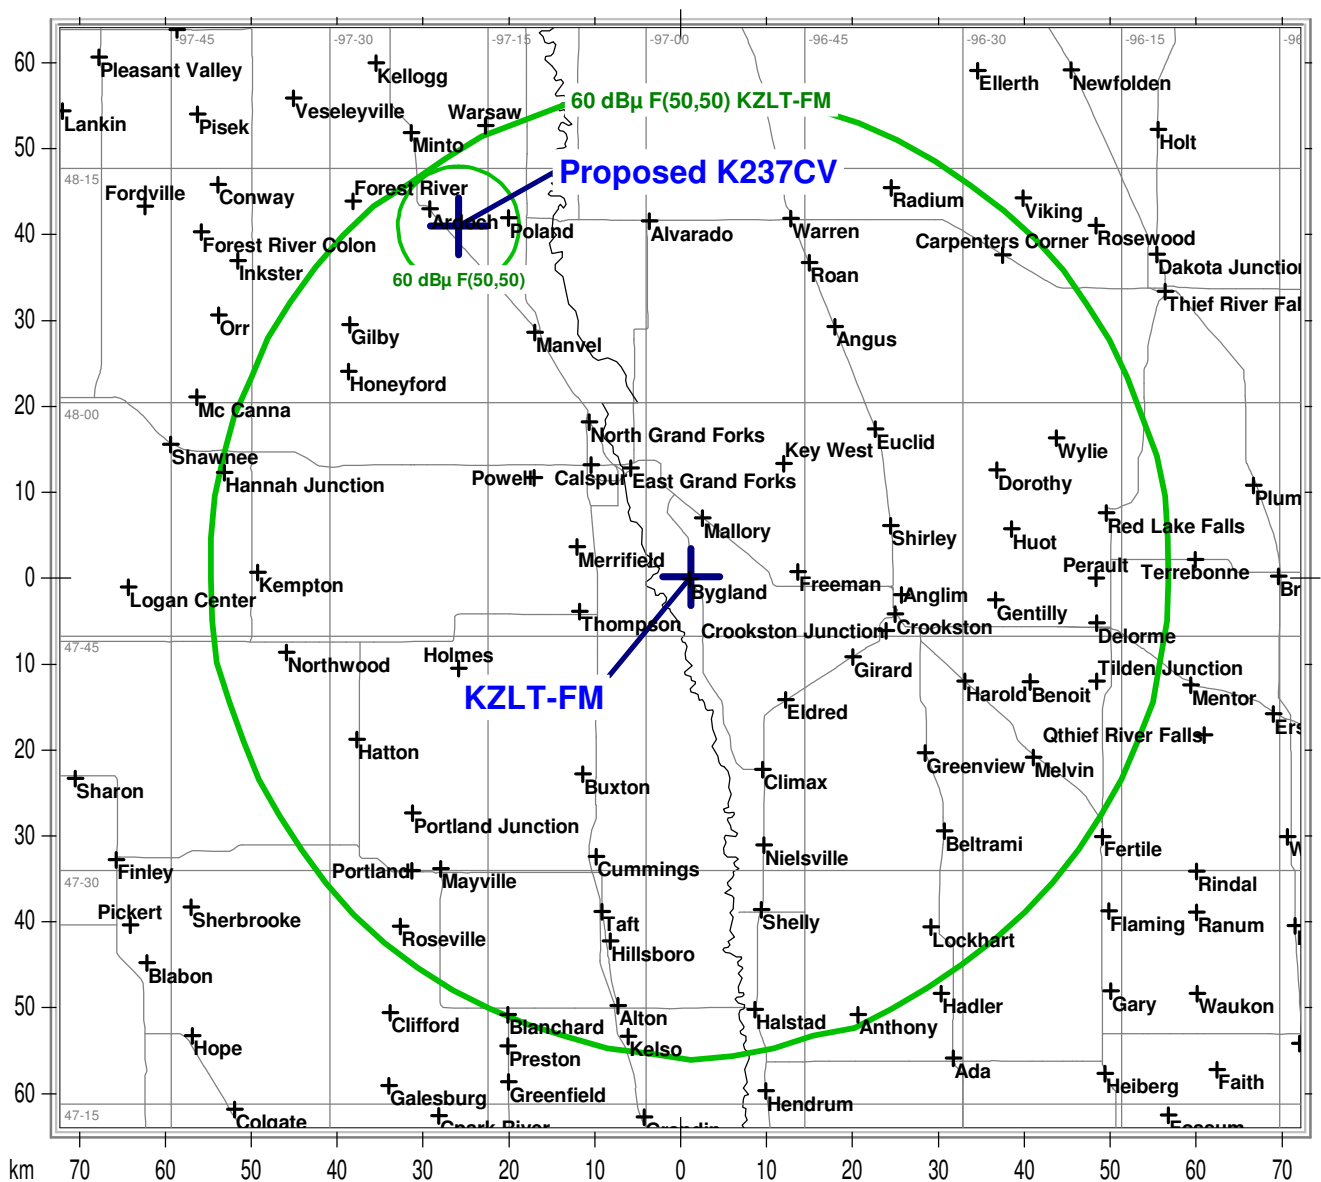 -97-45
-97-30
-97-15
-97-00
-96-45
-96-30
-96-15
60
Pleasant Valley
Kellogg
Ellerth
Newfolden
Veseleyville
Warsaw
60 dBµ F(50,50) KZLT-FM
Lankin
Pisek
Minto
Holt
50
48-15
Proposed K237CV
Fordville
Conway
Forest River
Radium
Viking
Ardoch
Poland
Alvarado
Warren
Carpenters Corner
Rosewood
40
Forest River Colon
Inkster
Roan
Dakota Junction
60 dBµ F(50,50)
Thief River Fal
30
Orr
Gilby
Manvel
Angus
Honeyford
20
48-00
Mc Canna
North Grand Forks
Key West
Euclid
Wylie
Shawnee
Hannah Junction
Powell
Calspur
East Grand Forks
Dorothy
10
Plum
Mallory
Shirley
Huot
Red Lake Falls
Merrifield
Perault
Terrebonne
0
Kempton
Bygland
Freeman
Anglim
Br
Logan Center
Gentilly
Thompson
Crookston Junction
Crookston
Delorme
47-45
Northwood
Holmes
Girard
Tilden Junction
10
KZLT-FM
Eldred
Harold
Benoit
Mentor
Ers
Hatton
Qthief River Falls
20
Greenview
Melvin
Sharon
Buxton
Climax
Portland Junction
30
Beltrami
Fertile
Nielsville
Finley
Portland
Mayville
Cummings
47-30
Rindal
Pickert
Sherbrooke
Taft
Shelly
Flaming
Ranum
40
Roseville
Hillsboro
Lockhart
Blabon
50
Clifford
Blanchard
Alton
Halstad
Anthony
Hadler
Gary
Waukon
Hope
Preston
Kelso
Ada
Heiberg
Faith
60
Galesburg
Greenfield
Hendrum
47-15
Colgate
km
70
60
50
40
30
20
10
0
10
20
30
40
50
60
70